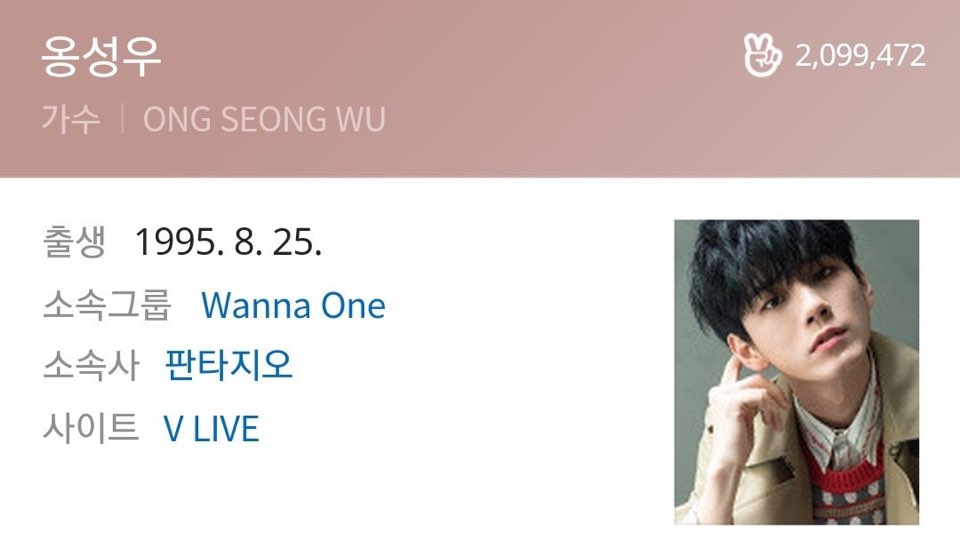 옹성우
2,099,472
가수 | ONG SEONG WU
출생 1995. 8. 25.
소속그룹 Wanna One
소속사 판타지오
사이트 V LIVE